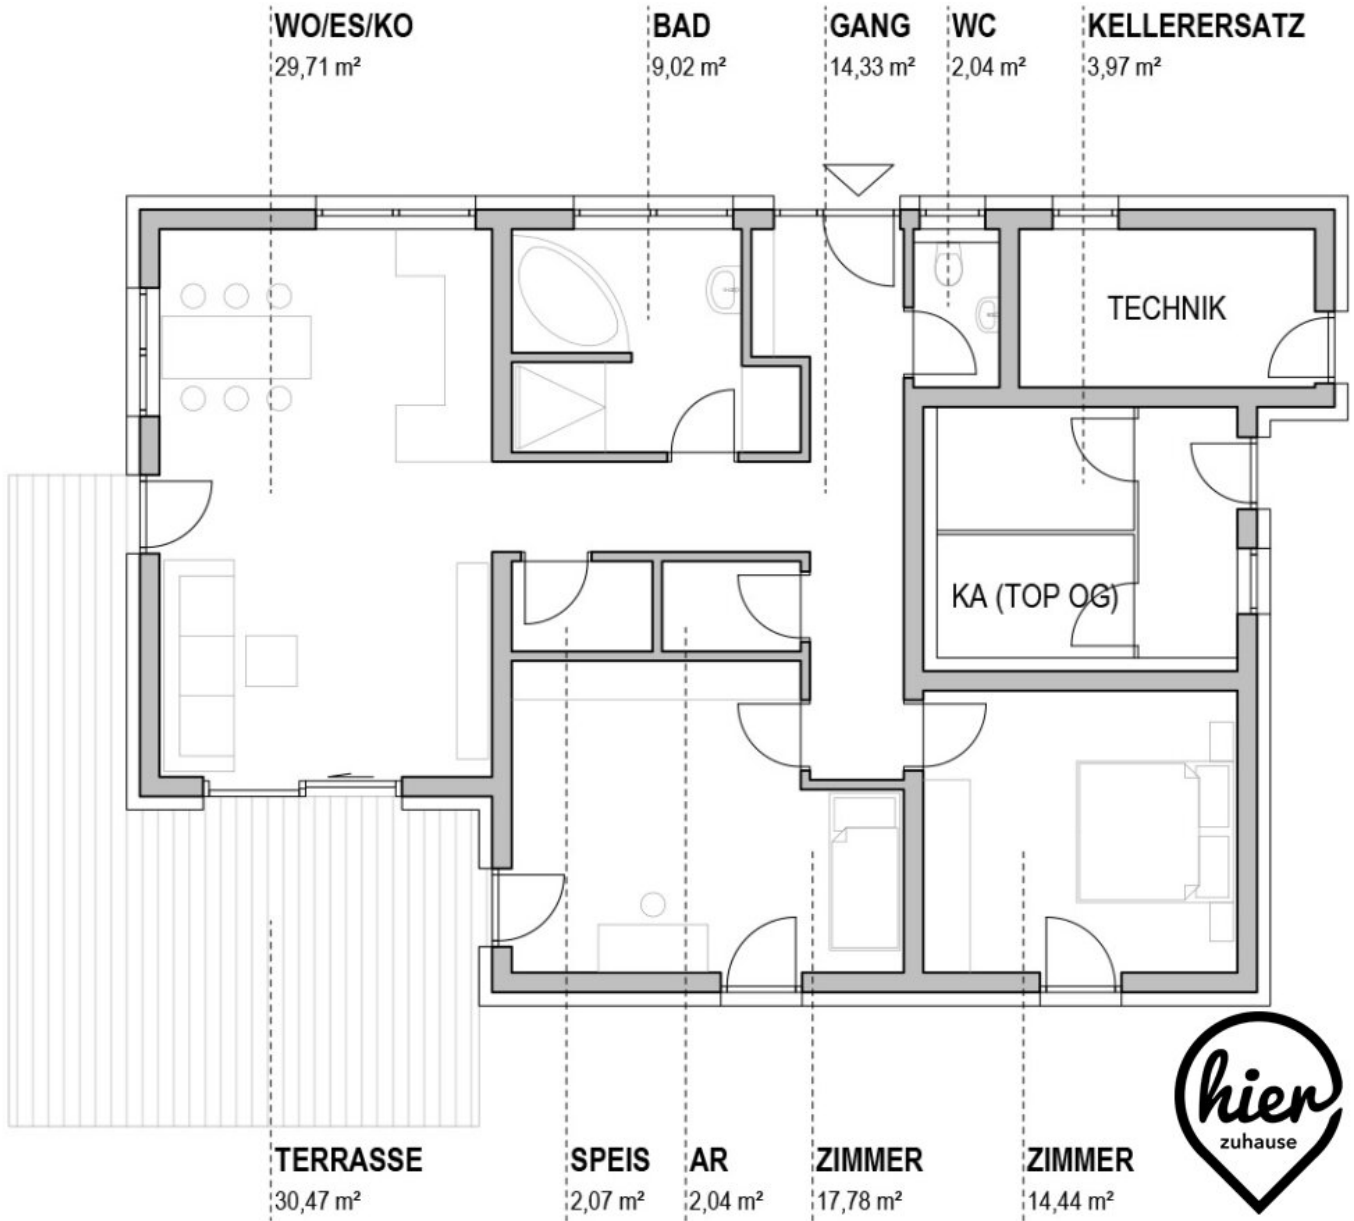 WO/ES/KO
29,71 m²
BAD
9,02 m²
GANG
14,33 m²
WC
2,04 m²
KELLERERSATZ
3,97 m²
TECHNIK
KA (TOP OG)
TERRASSE
30,47 m²
SPEIS
2,07 m²
AR
2,04 m²
ZIMMER
17,78 m²
ZIMMER
14,44 m²
hier
zuhause